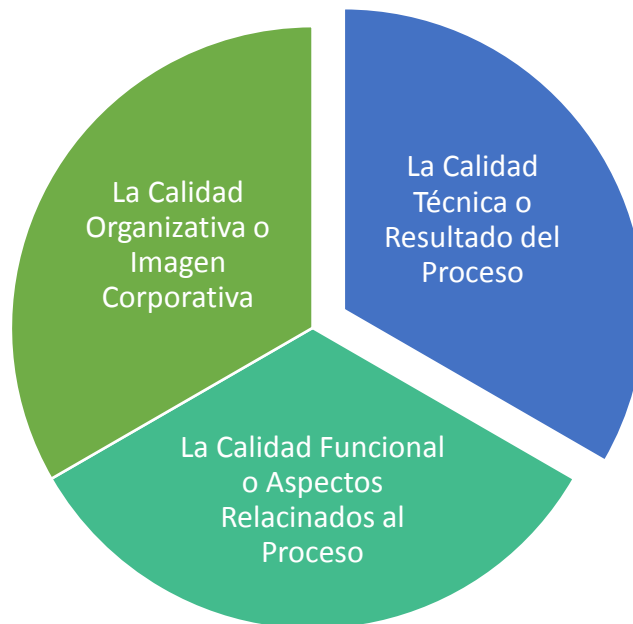 La Calidad
Organizativa o
Imagen
Corporativa
La Calidad
Técnica o
Resultado del
Proceso
La Calidad Funcional
o Aspectos
Relacinados al
Proceso